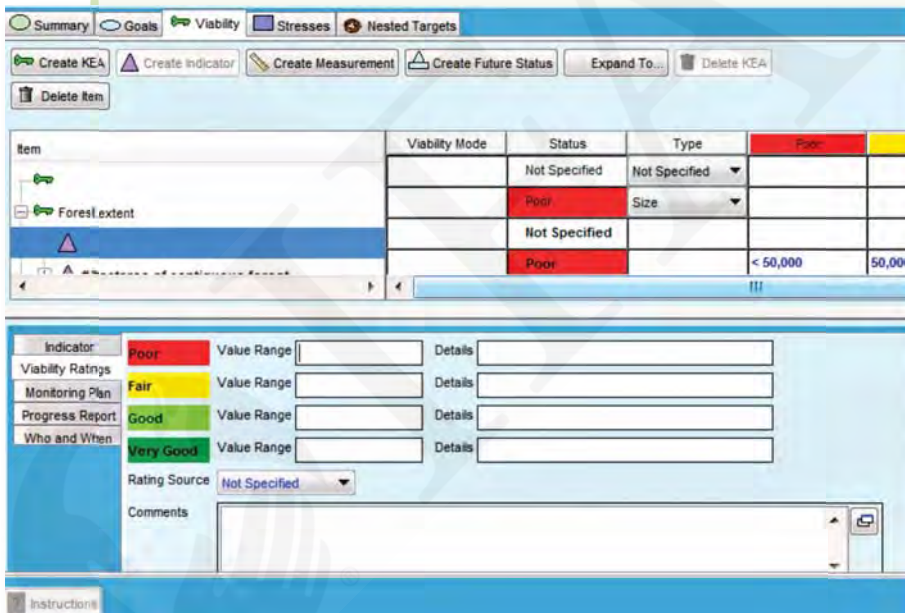 Summary Goals Viability Stresses Nested Targets
Create KEA Create Indicator Create Measurement Create Future Status Expand To... Delete KEA
Delete Item
Item Viability Mode Status Type Poor
Not Specified Not Specified
Forest extent Poor Size
Not Specified
of contiguous forest Poor < 50,000 50,00
Indicator
Viability Ratings
Monitoring Plan
Progress Report
Who and When
Poor Value Range Details
Fair Value Range Details
Good Value Range Details
Very Good Value Range Details
Rating Source Not Specified
Comments
Instructions